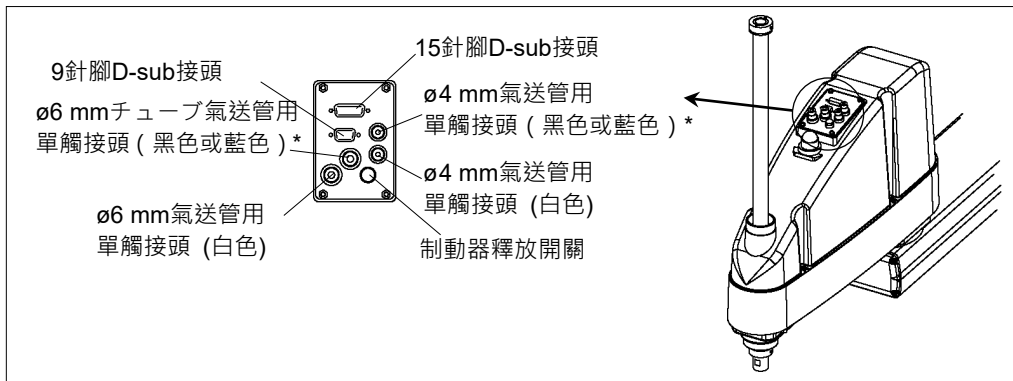 15針腳D-sub接頭
9針腳D-sub接頭
ø6 mmチューブ氣送管用
單觸接頭 ( 黑色或藍色 ) *
ø4 mm氣送管用
單觸接頭 ( 黑色或藍色 ) *
ø4 mm氣送管用
單觸接頭 (白色)
ø6 mm氣送管用
單觸接頭 (白色)
制動器釋放開關